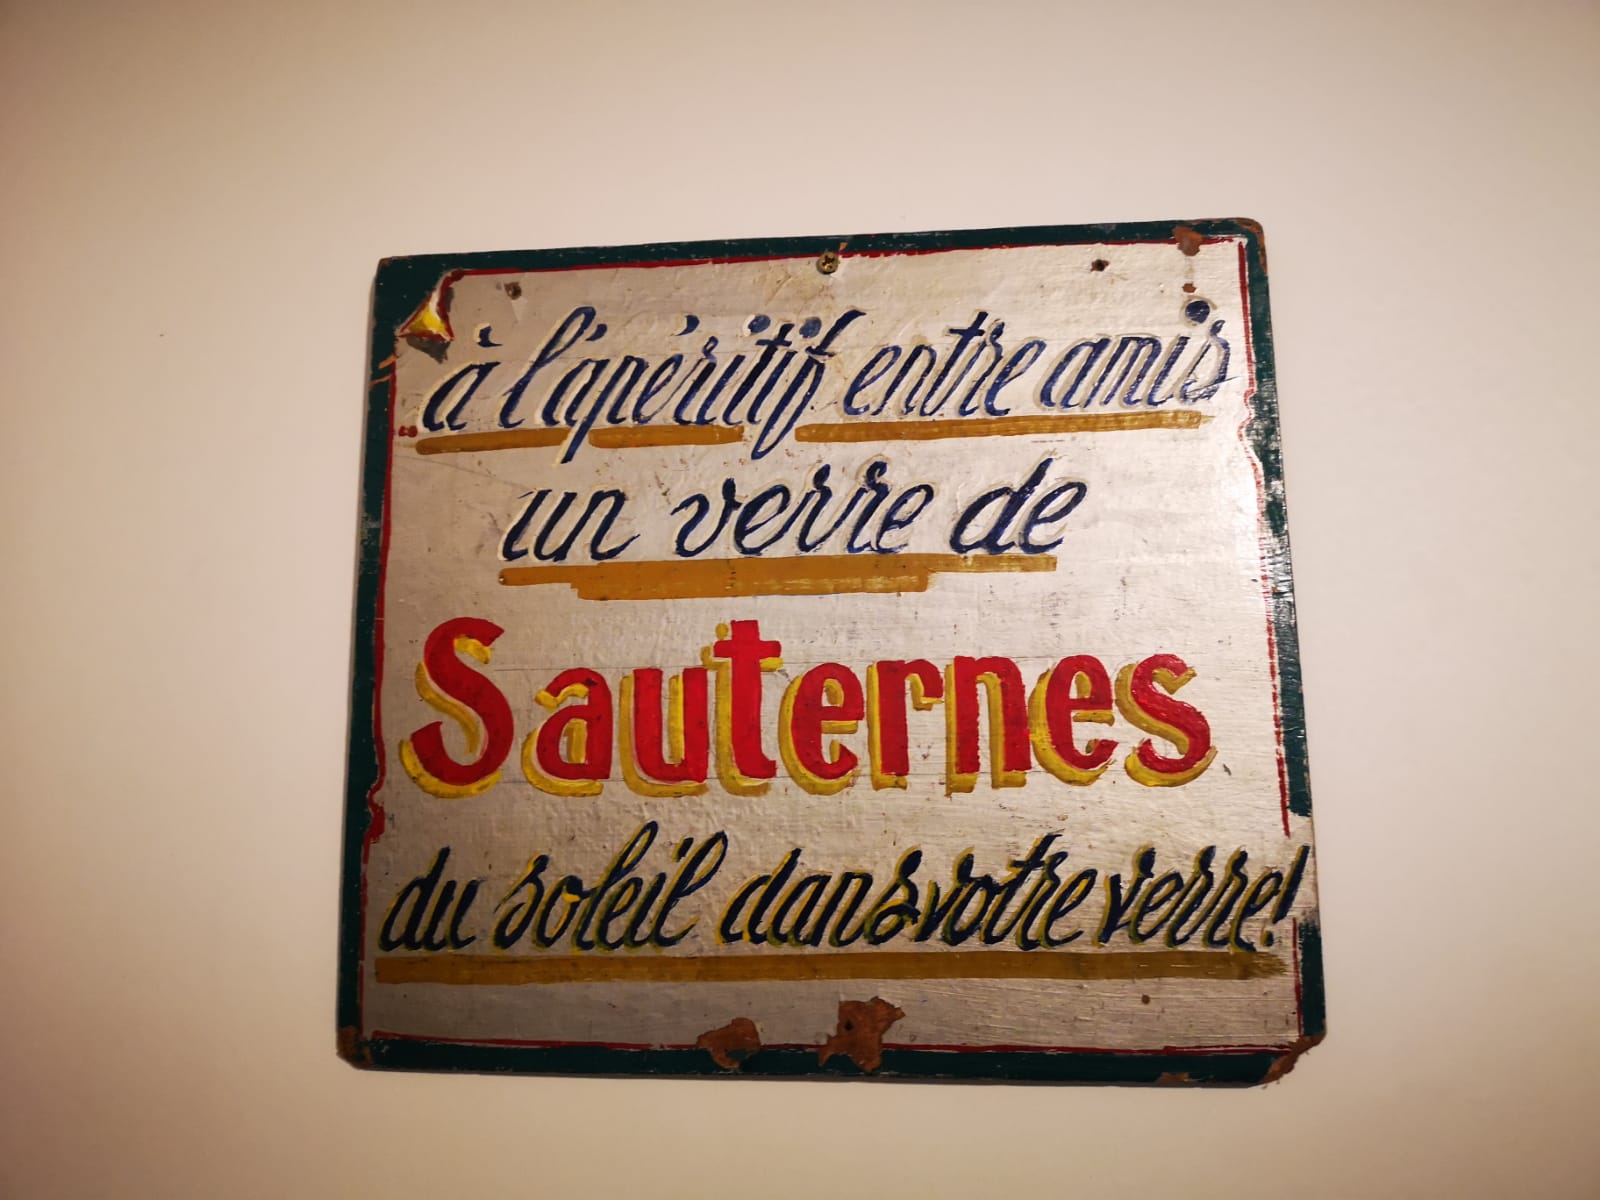 à l'apéritif entre amis
un verre de
Sauternes
du soleil dans votre verre!